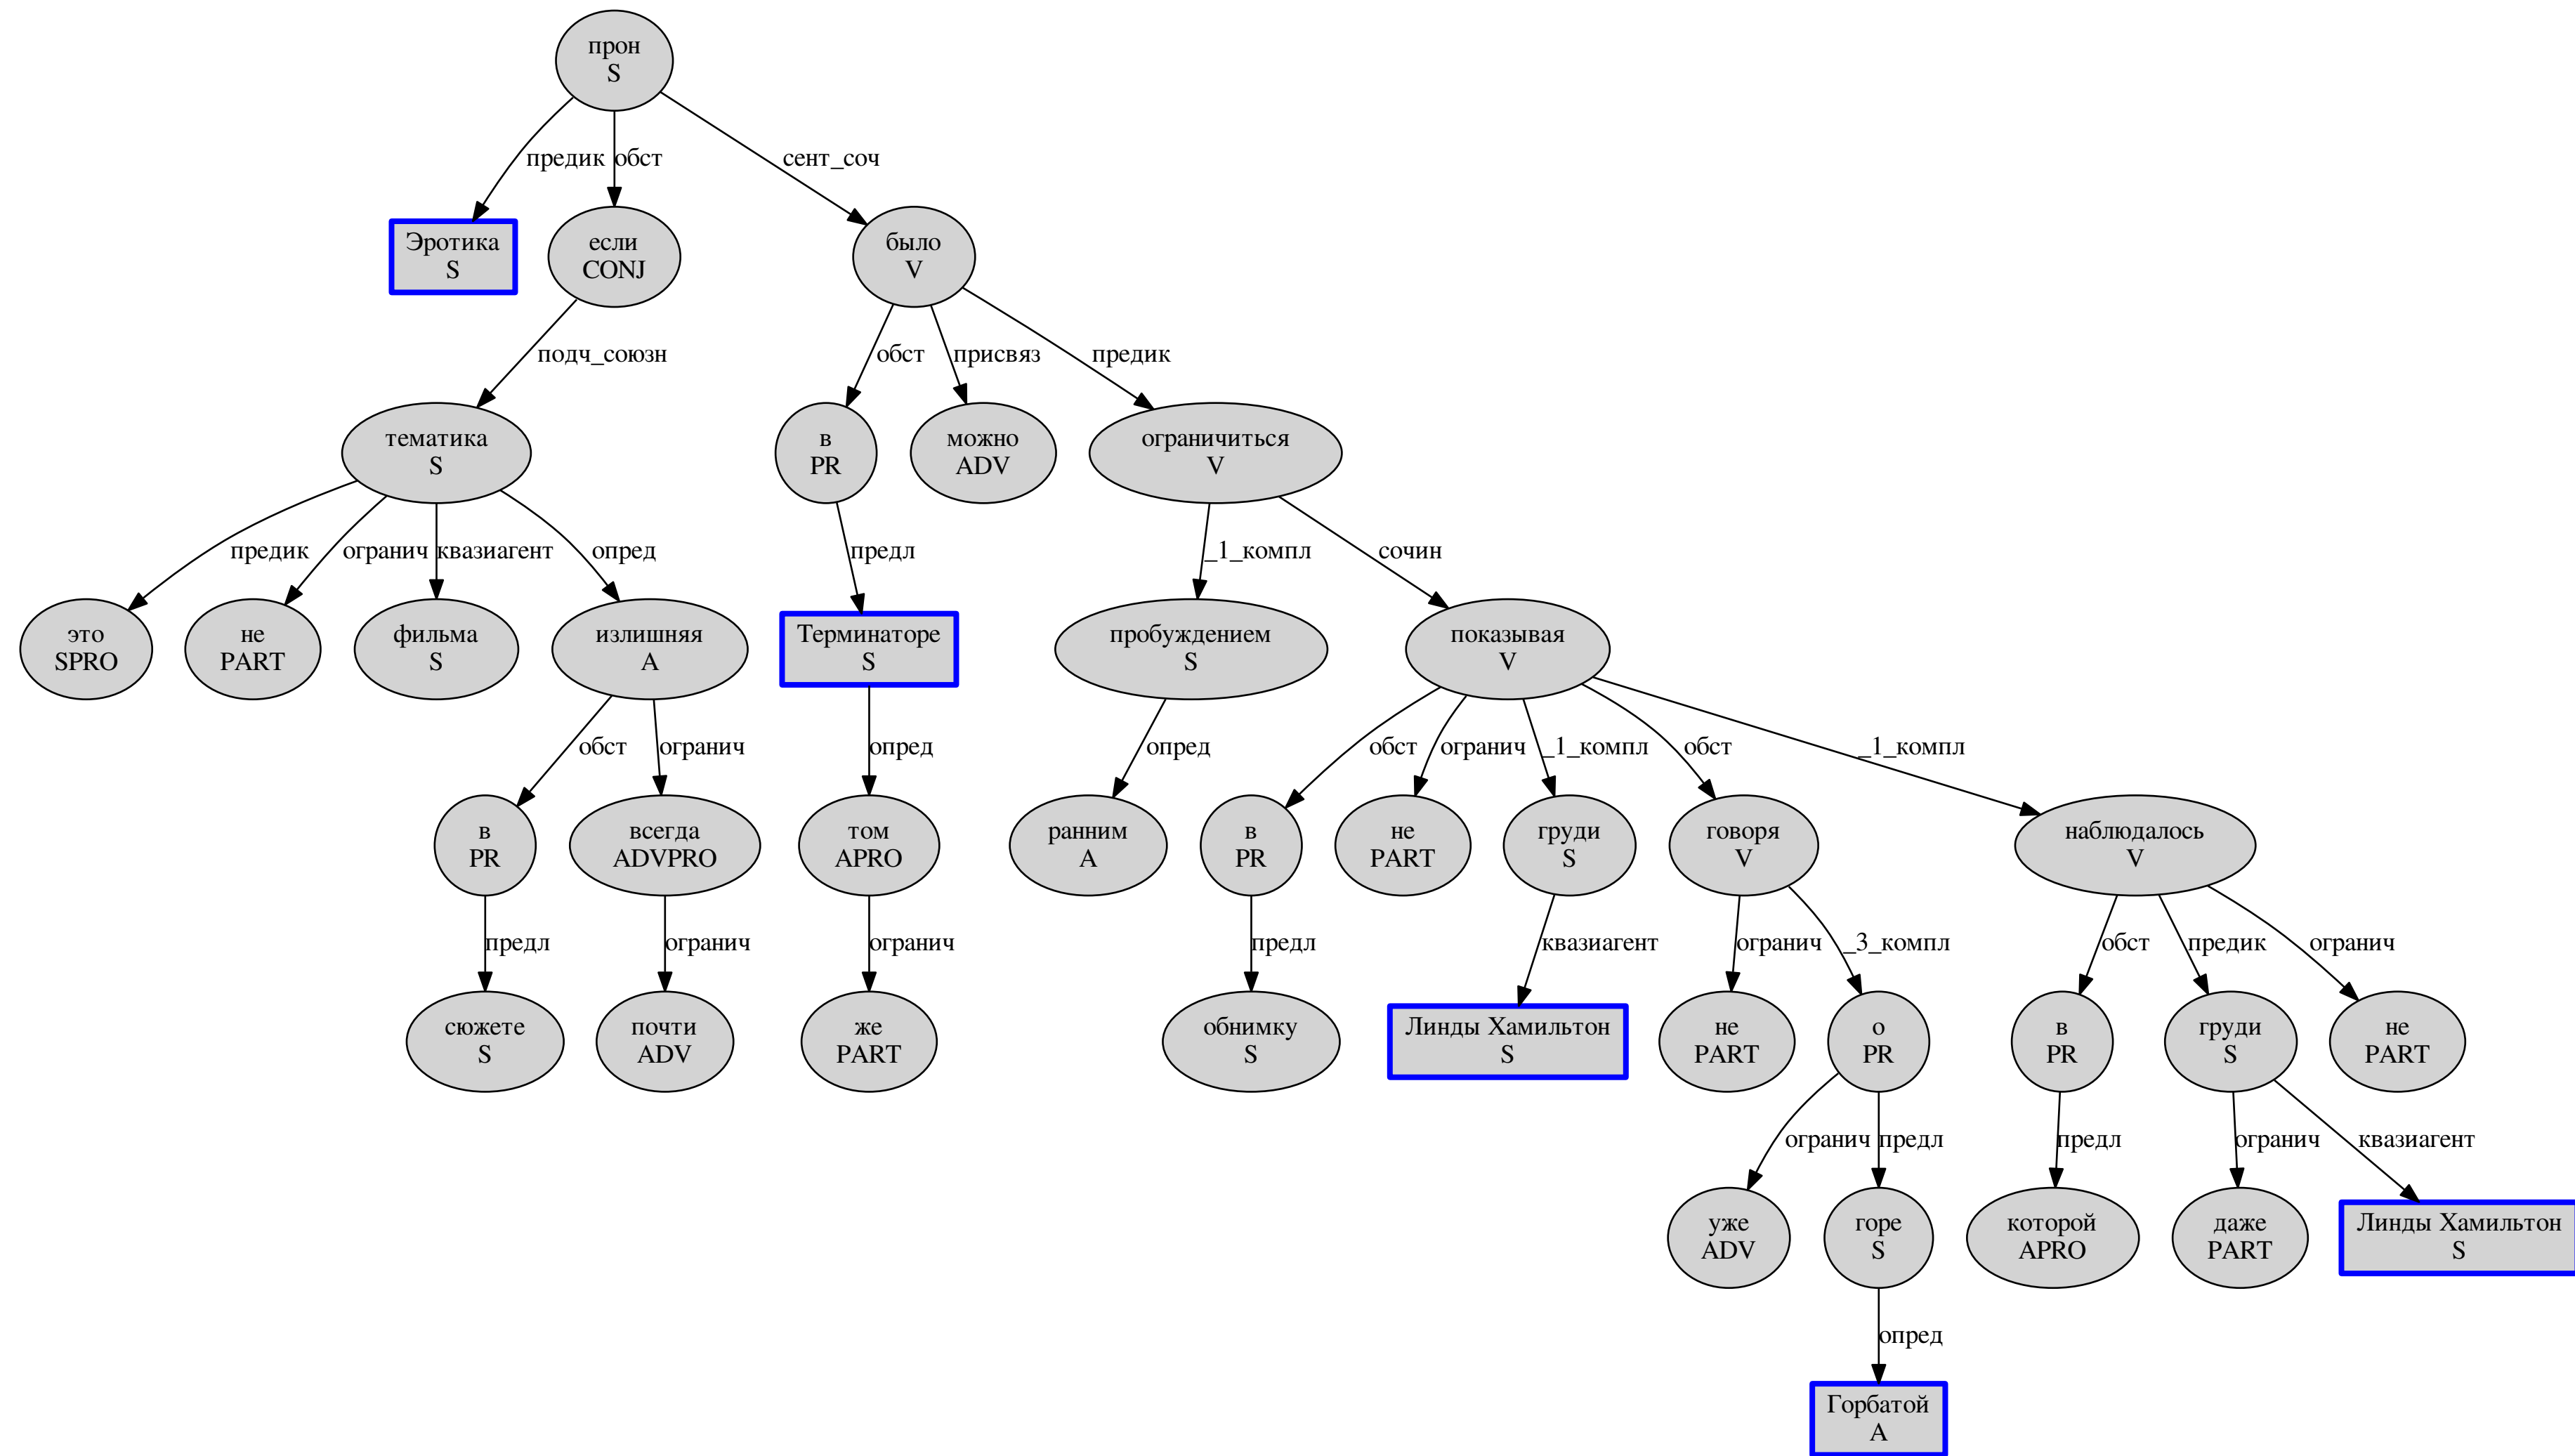 прон
S
предик
обст
сент_соч
Эротика
S
если
CONJ
было
V
подч_союзн
обст
присвяз
предик
тематика
S
в
PR
можно
ADV
ограничиться
V
предик
огранич
квазиагент
опред
предл
_1_компл
сочин
это
SPRO
не
PART
фильма
S
излишняя
A
Терминаторе
S
пробуждением
S
показывая
V
обст
огранич
опред
опред
обст
огранич
_1_компл
обст
_1_компл
в
PR
всегда
ADVPRO
том
APRO
ранним
A
в
PR
не
PART
груди
S
говоря
V
наблюдалось
V
предл
огранич
огранич
предл
квазиагент
огранич
_3_компл
обст
предик
огранич
сюжете
S
почти
ADV
же
PART
обнимку
S
Линды Хамильтон
S
не
PART
о
PR
в
PR
груди
S
не
PART
огранич
предл
предл
огранич
квазиагент
уже
ADV
горе
S
которой
APRO
даже
PART
Линды Хамильтон
S
опред
Горбатой
A